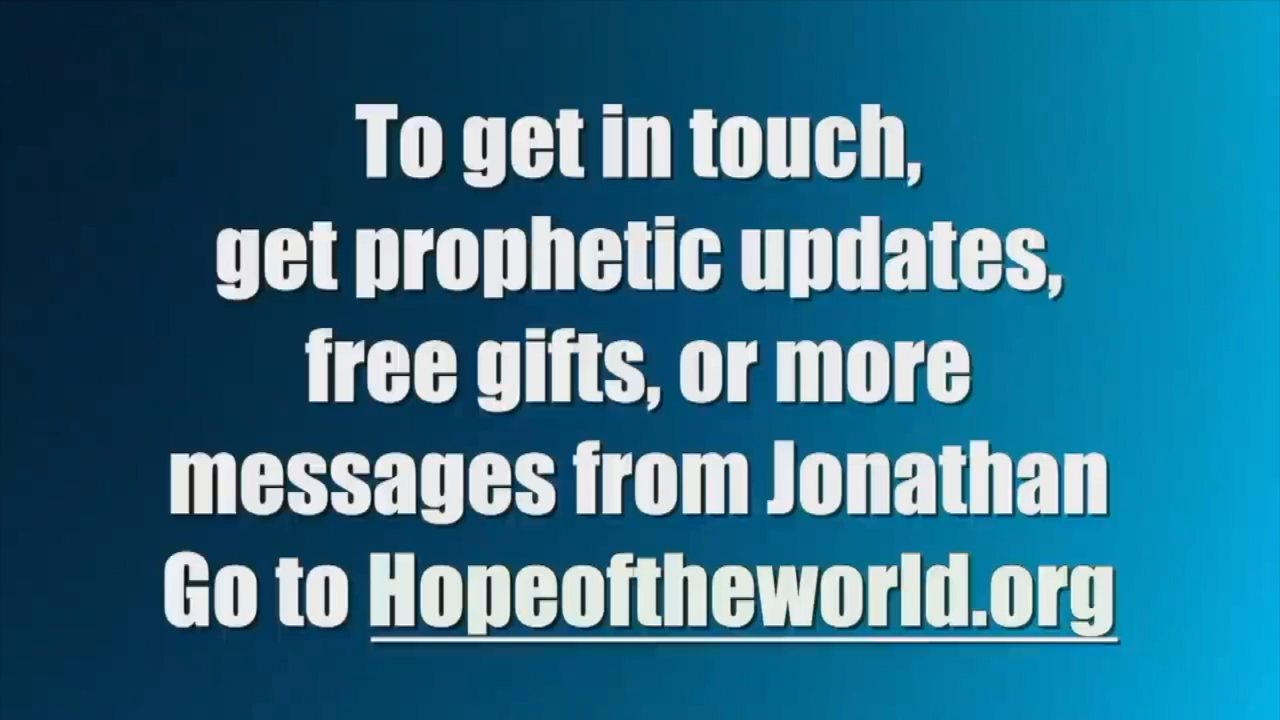 To get in touch,
get prophetic updates,
free gifts, or more
messages from Jonathan
Go to Hopeoftheworld.org